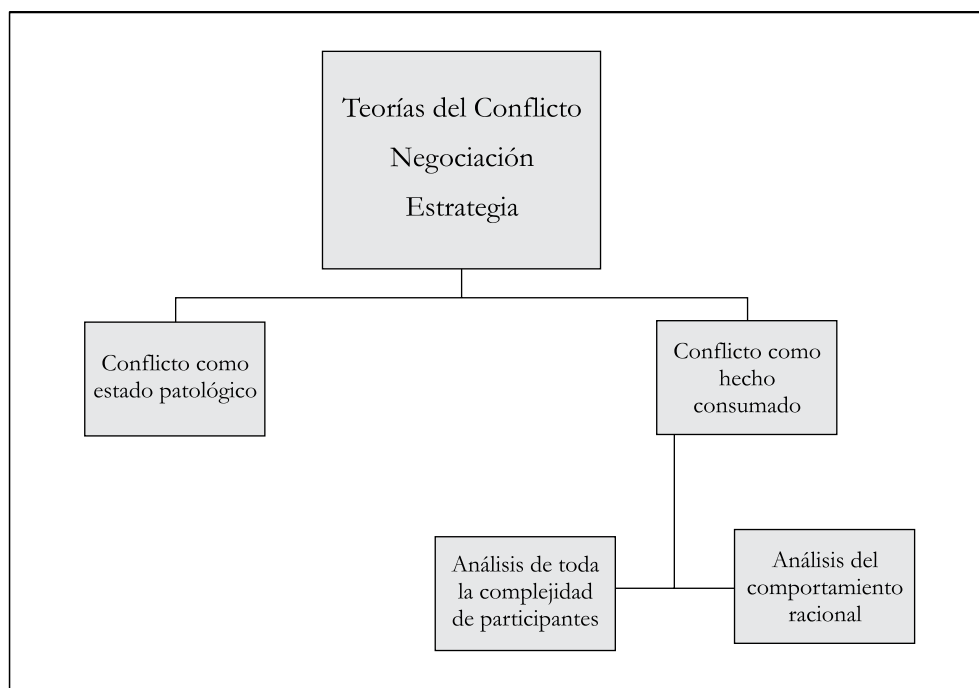 Teorías del Conflicto
Negociación
Estrategia
Conflicto como
estado patológico
Conflicto como
hecho
consumado
Análisis de toda
la complejidad
de participantes
Análisis del
comportamiento
racional